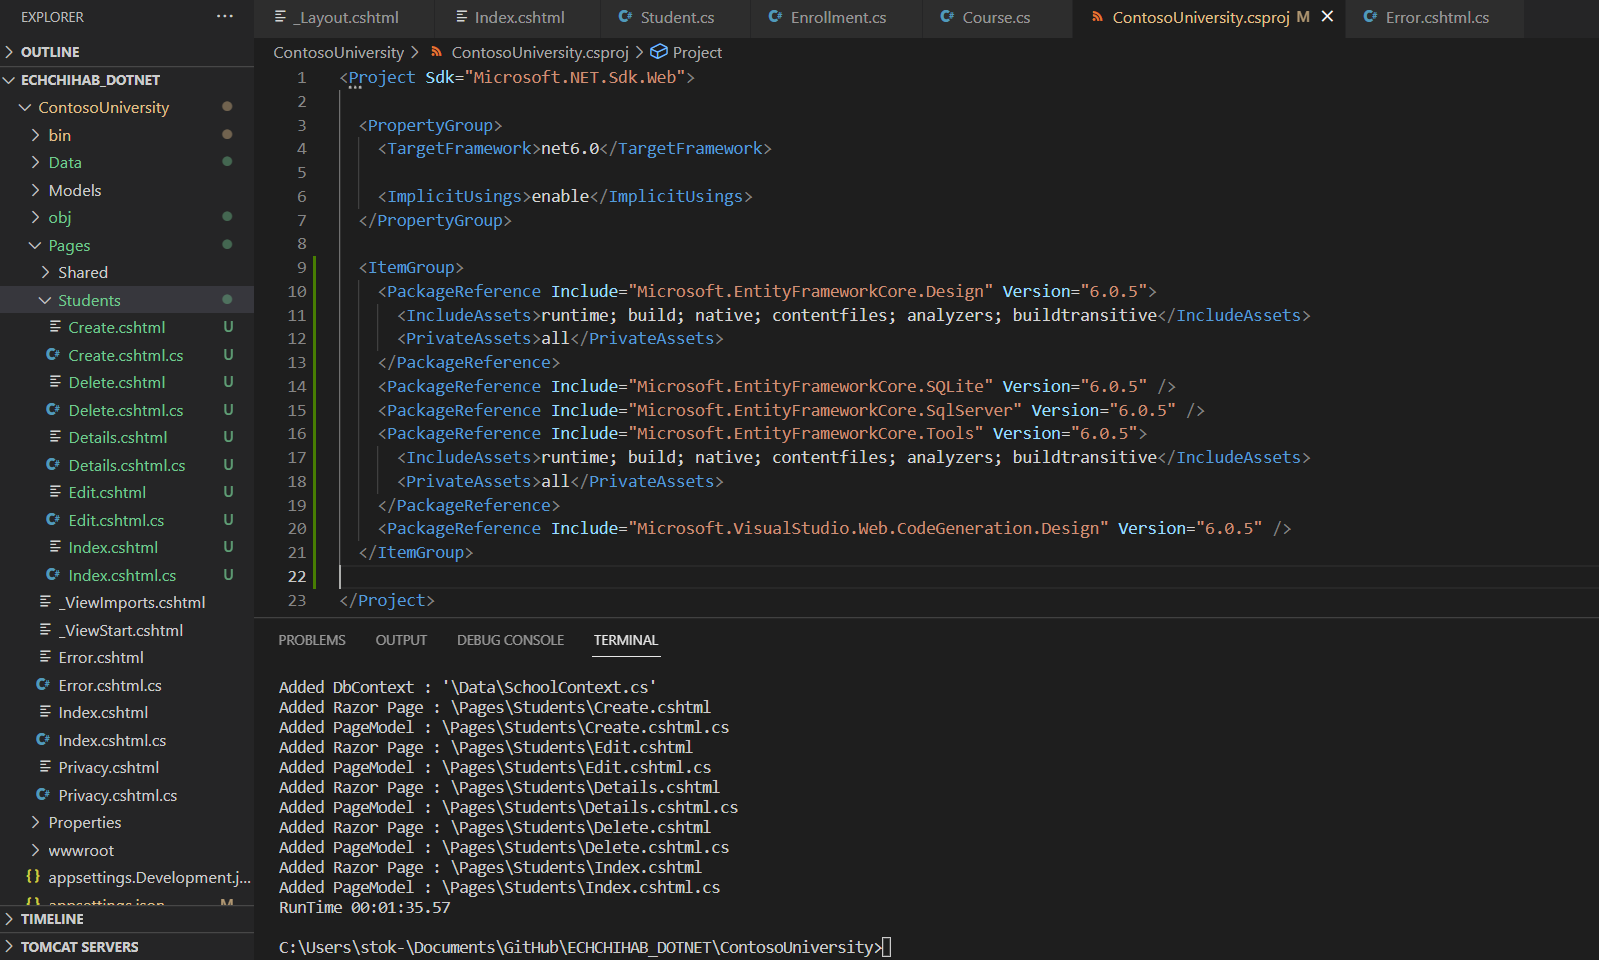 EXPLORER ···
OUTLINE
ECHCHIHAB_DOTNET
ContosoUniversity
bin
Data
Models
obj
Pages
Shared
Students
Create.cshtml U
C# Create.cshtml.cs U
Delete.cshtml U
C# Delete.cshtml.cs U
Details.cshtml U
C# Details.cshtml.cs U
Edit.cshtml U
C# Edit.cshtml.cs U
Index.cshtml U
C# Index.cshtml.cs U
_ViewImports.cshtml
_ViewStart.cshtml
Error.cshtml
C# Error.cshtml.cs
Index.cshtml
C# Index.cshtml.cs
Privacy.cshtml
C# Privacy.cshtml.cs
Properties
wwwroot
{} appsettings.Development.j...
{} appsettings.json M
TIMELINE
TOMCAT SERVERS
_Layout.cshtml Index.cshtml C# Student.cs C# Enrollment.cs C# Course.cs ContosoUniversity.csproj M C# Error.cshtml.cs
ContosoUniversity > ContosoUniversity.csproj > Project
1 <Project Sdk="Microsoft.NET.Sdk.Web">
2
3 <PropertyGroup>
4 <TargetFramework>net6.0</TargetFramework>
5
6 <ImplicitUsings>enable</ImplicitUsings>
7 </PropertyGroup>
8
9 <ItemGroup>
10 <PackageReference Include="Microsoft.EntityFrameworkCore.Design" Version="6.0.5">
11 <IncludeAssets>runtime; build; native; contentfiles; analyzers; buildtransitive</IncludeAssets>
12 <PrivateAssets>all</PrivateAssets>
13 </PackageReference>
14 <PackageReference Include="Microsoft.EntityFrameworkCore.SQLite" Version="6.0.5" />
15 <PackageReference Include="Microsoft.EntityFrameworkCore.SqlServer" Version="6.0.5" />
16 <PackageReference Include="Microsoft.EntityFrameworkCore.Tools" Version="6.0.5">
17 <IncludeAssets>runtime; build; native; contentfiles; analyzers; buildtransitive</IncludeAssets>
18 <PrivateAssets>all</PrivateAssets>
19 </PackageReference>
20 <PackageReference Include="Microsoft.VisualStudio.Web.CodeGeneration.Design" Version="6.0.5" />
21 </ItemGroup>
22
23 </Project>
PROBLEMS OUTPUT DEBUG CONSOLE TERMINAL
Added DbContext : '\Data\SchoolContext.cs'
Added Razor Page : \Pages\Students\Create.cshtml
Added PageModel : \Pages\Students\Create.cshtml.cs
Added Razor Page : \Pages\Students\Edit.cshtml
Added PageModel : \Pages\Students\Edit.cshtml.cs
Added Razor Page : \Pages\Students\Details.cshtml
Added PageModel : \Pages\Students\Details.cshtml.cs
Added Razor Page : \Pages\Students\Delete.cshtml
Added PageModel : \Pages\Students\Delete.cshtml.cs
Added Razor Page : \Pages\Students\Index.cshtml
Added PageModel : \Pages\Students\Index.cshtml.cs
RunTime 00:01:35.57
C:\Users\stok-\Documents\GitHub\ECHCHIHAB_DOTNET\ContosoUniversity>